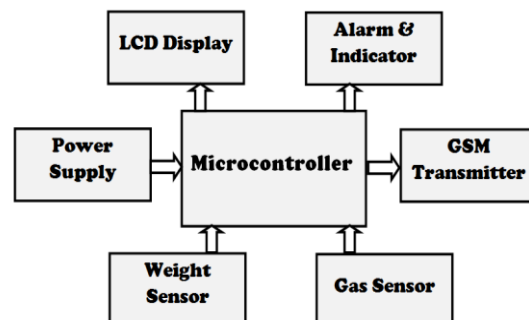 LCD Display
Alarm &
Indicator
Power
Supply
Microcontroller
GSM
Transmitter
Weight
Sensor
Gas Sensor